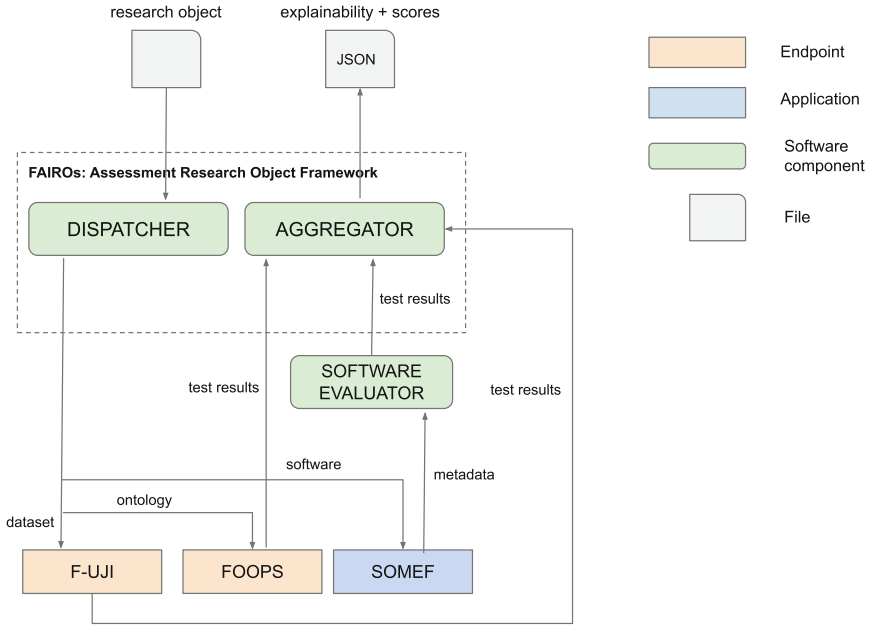 research object
explainability + scores
JSON
Endpoint
Application
Software
component
File
FAIROs: Assessment Research Object Framework
DISPATCHER
AGGREGATOR
test results
SOFTWARE
EVALUATOR
test results
test results
software
metadata
ontology
dataset
F-UJI
FOOPS
SOMEF